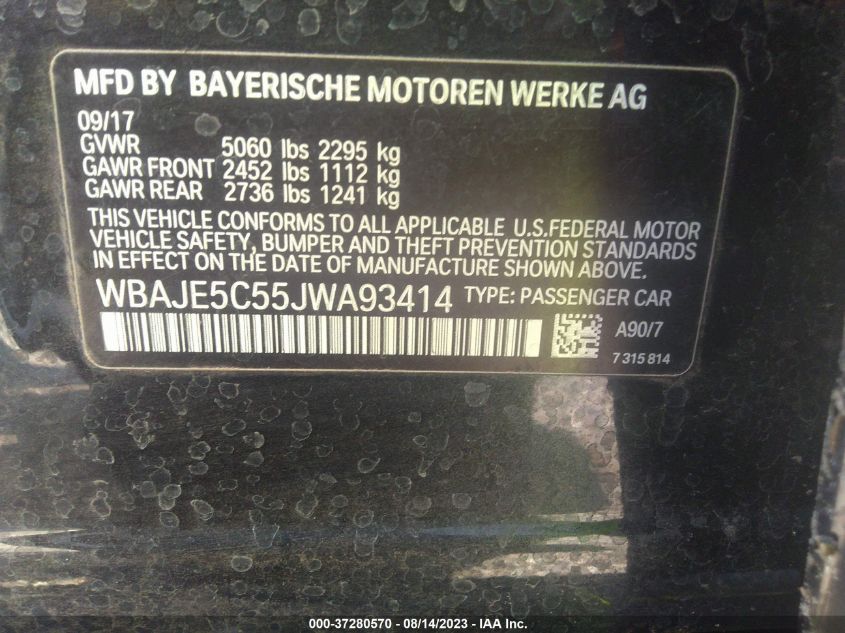 MFD BY BAYERISCHE MOTOREN WERKE AG
09/17
GVWR 5060 lbs 2295 kg
GAWR FRONT 2452 lbs 1112 kg
GAWR REAR 2736 lbs 1241 kg
THIS VEHICLE CONFORMS TO ALL APPLICABLE U.S.FEDERAL MOTOR
VEHICLE SAFETY, BUMPER AND THEFT PREVENTION STANDARDS
IN EFFECT ON THE DATE OF MANUFACTURE SHOWN ABOVE.
WBAJE5C55JWA93414 TYPE: PASSENGER CAR
A90/7
7 315 814
000-37280570 - 08/14/2023 - IAA Inc.